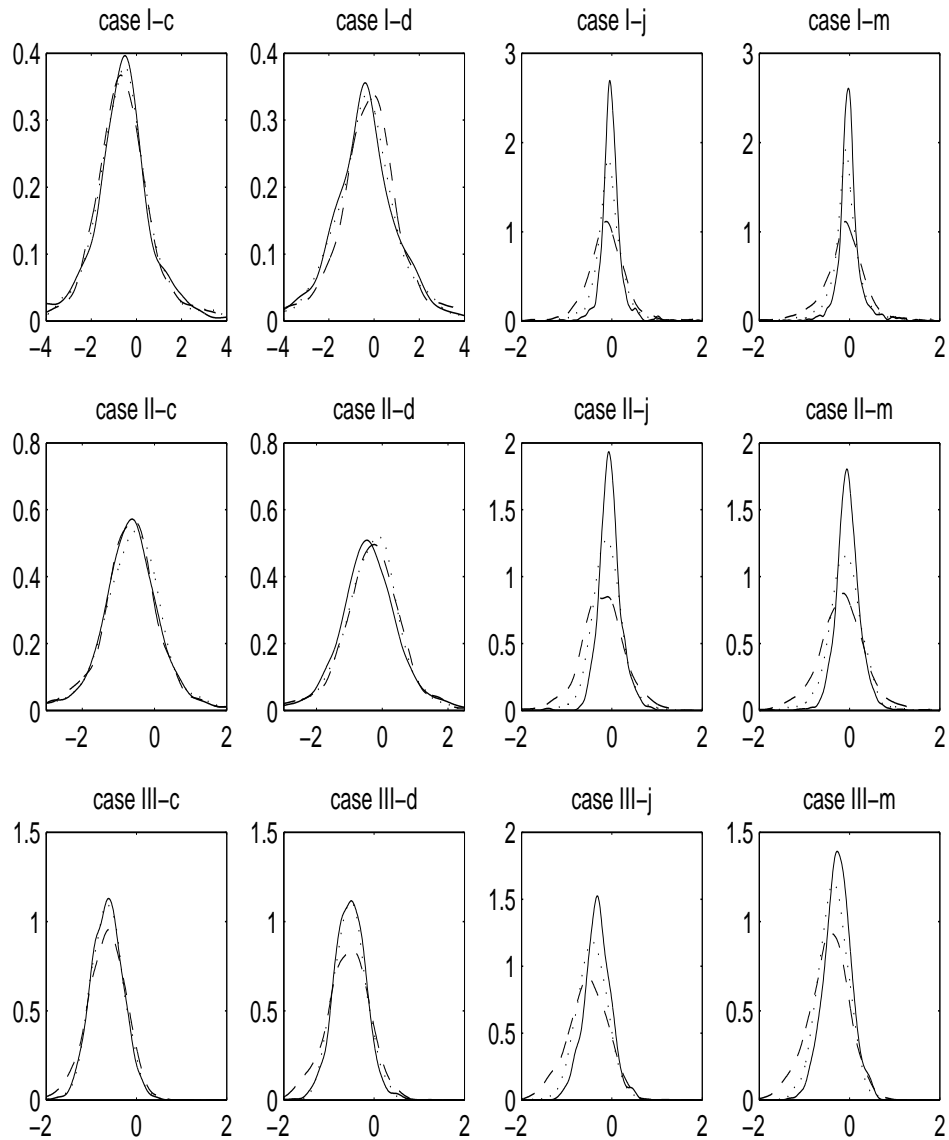 case I−c
case I−d
case I−j
case I−m
0.4
0.3
0.2
0.1
0
−4 −2 0 2 4
0.4
0.3
0.2
0.1
0
−4 −2 0 2 4
3
2
1
0
−2 0 2
3
2
1
0
−2 0 2
case II−c
case II−d
case II−j
case II−m
0.8
0.6
0.4
0.2
0
−2 0 2
0.8
0.6
0.4
0.2
0
−2 0 2
2
1.5
1
0.5
0
−2 0 2
2
1.5
1
0.5
0
−2 0 2
case III−c
case III−d
case III−j
case III−m
1.5
1
0.5
0
−2 0 2
1.5
1
0.5
0
−2 0 2
2
1.5
1
0.5
0
−2 0 2
1.5
1
0.5
0
−2 0 2